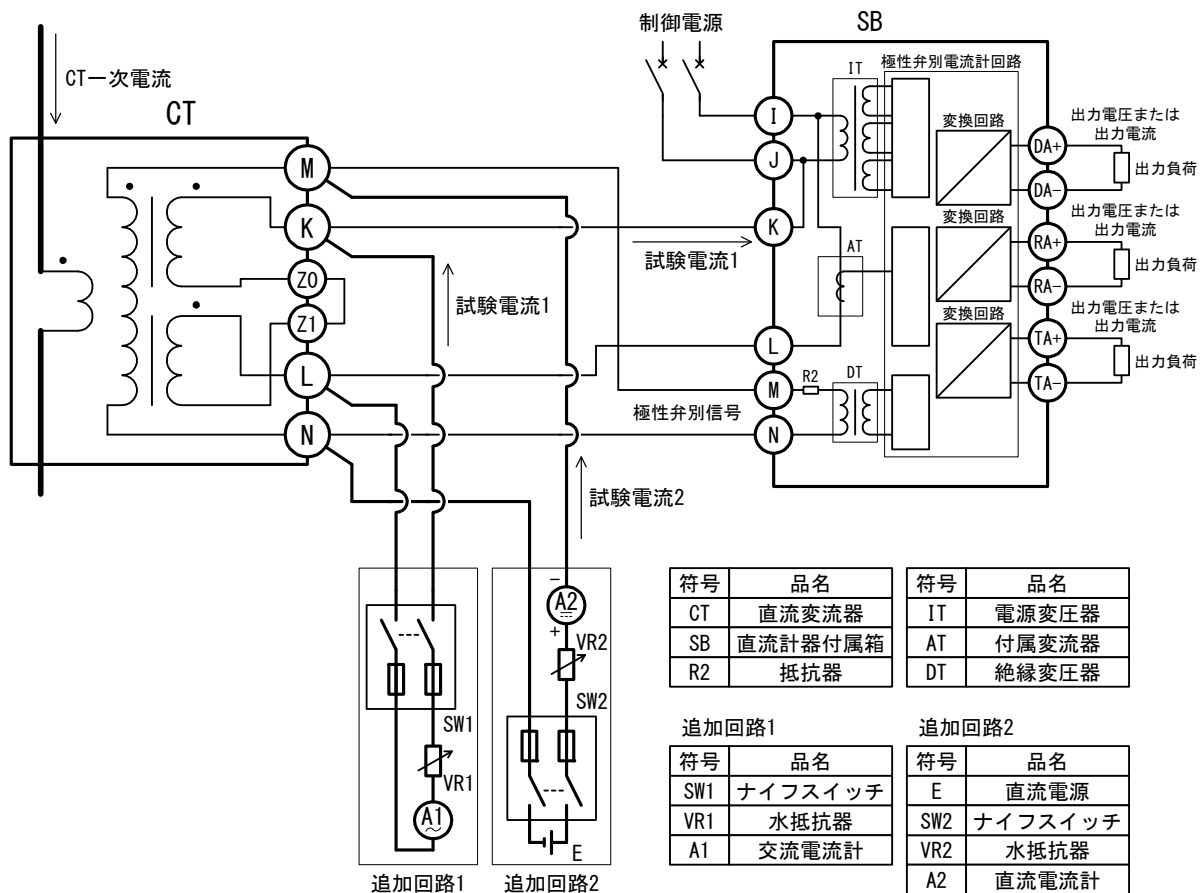 制御電源
SB
CT一次電流
CT
IT
極性弁別電流計回路
I
J
K
L
M
N
変換回路
DA+
DA−
出力電圧または
出力電流
出力負荷
M
K
Z0
Z1
L
N
試験電流1
試験電流1
AT
変換回路
RA+
RA−
出力電圧または
出力電流
出力負荷
変換回路
TA+
TA−
出力電圧または
出力電流
出力負荷
R2
DT
極性弁別信号
試験電流2
−
A2
+
VR2
SW2
SW1
VR1
A1
E
追加回路1
追加回路2
符号 品名
CT 直流変流器
SB 直流計器付属箱
R2 抵抗器
符号 品名
IT 電源変圧器
AT 付属変流器
DT 絶縁変圧器
追加回路1
符号 品名
SW1 ナイフスイッチ
VR1 水抵抗器
A1 交流電流計
追加回路2
符号 品名
E 直流電源
SW2 ナイフスイッチ
VR2 水抵抗器
A2 直流電流計